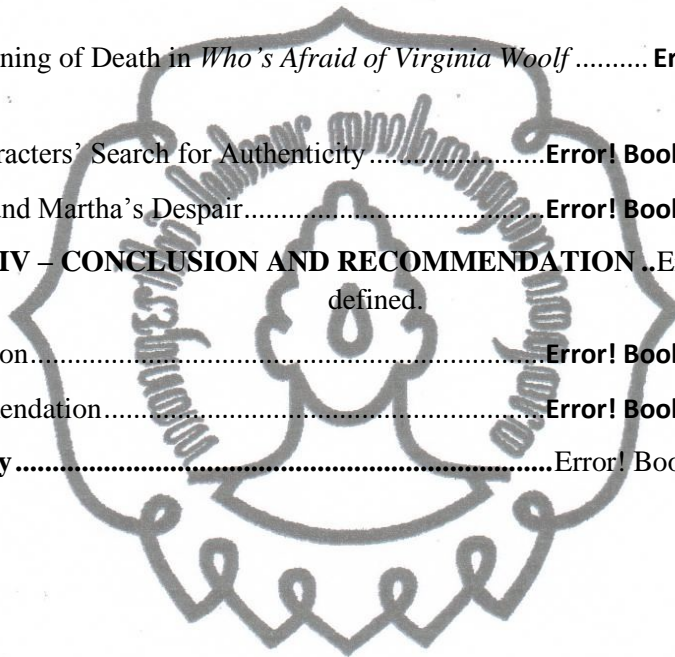 ning of Death in Who's Afraid of Virginia Woolf .......... Er
racters' Search for Authenticity.......................Error! Bool
and Martha's Despair.......................................Error! Bool
IV – CONCLUSION AND RECOMMENDATION ..E
defined.
on....................................................................Error! Bool
endation..........................................................Error! Bool
y..........................................................................Error! Boo